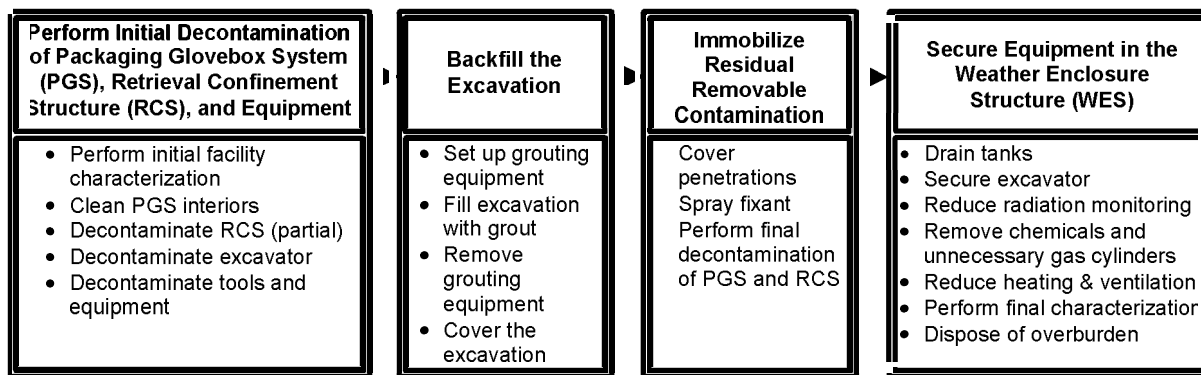 Perform Initial Decontamination
of Packaging Glovebox System
(PGS), Retrieval Confinement
Structure (RCS), and Equipment
• Perform initial facility
characterization
• Clean PGS interiors
• Decontaminate RCS (partial)
• Decontaminate excavator
• Decontaminate tools and
equipment
Backfill the
Excavation
• Set up grouting
equipment
• Fill excavation
with grout
• Remove
grouting
equipment
• Cover the
excavation
Immobilize
Residual
Removable
Contamination
Cover
penetrations
Spray fixant
Perform final
decontamination
of PGS and RCS
Secure Equipment in the
Weather Enclosure
Structure (WES)
• Drain tanks
• Secure excavator
• Reduce radiation monitoring
• Remove chemicals and
unnecessary gas cylinders
• Reduce heating & ventilation
• Perform final characterization
• Dispose of overburden